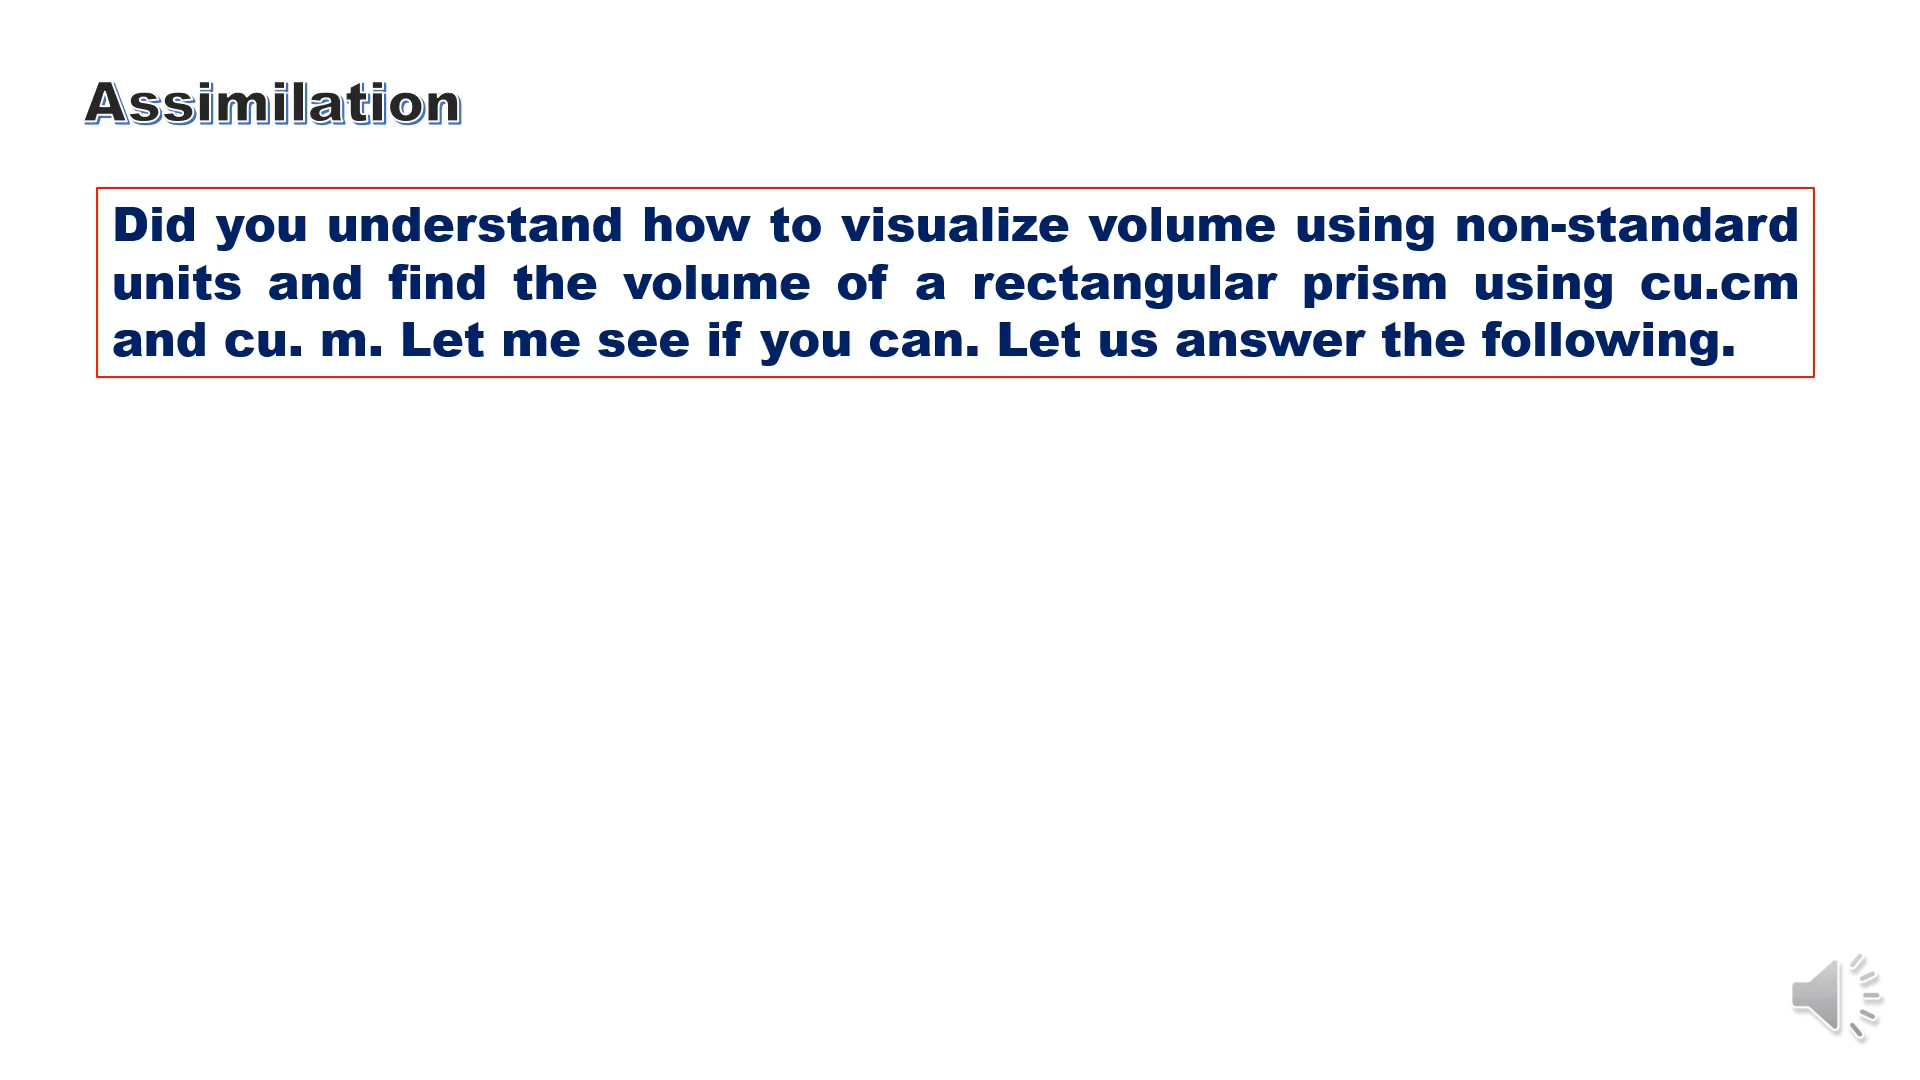 Assimilation
Did you understand how to visualize volume using non-standard
units and find the volume of a rectangular prism using cu.cm
and cu. m. Let me see if you can. Let us answer the following.